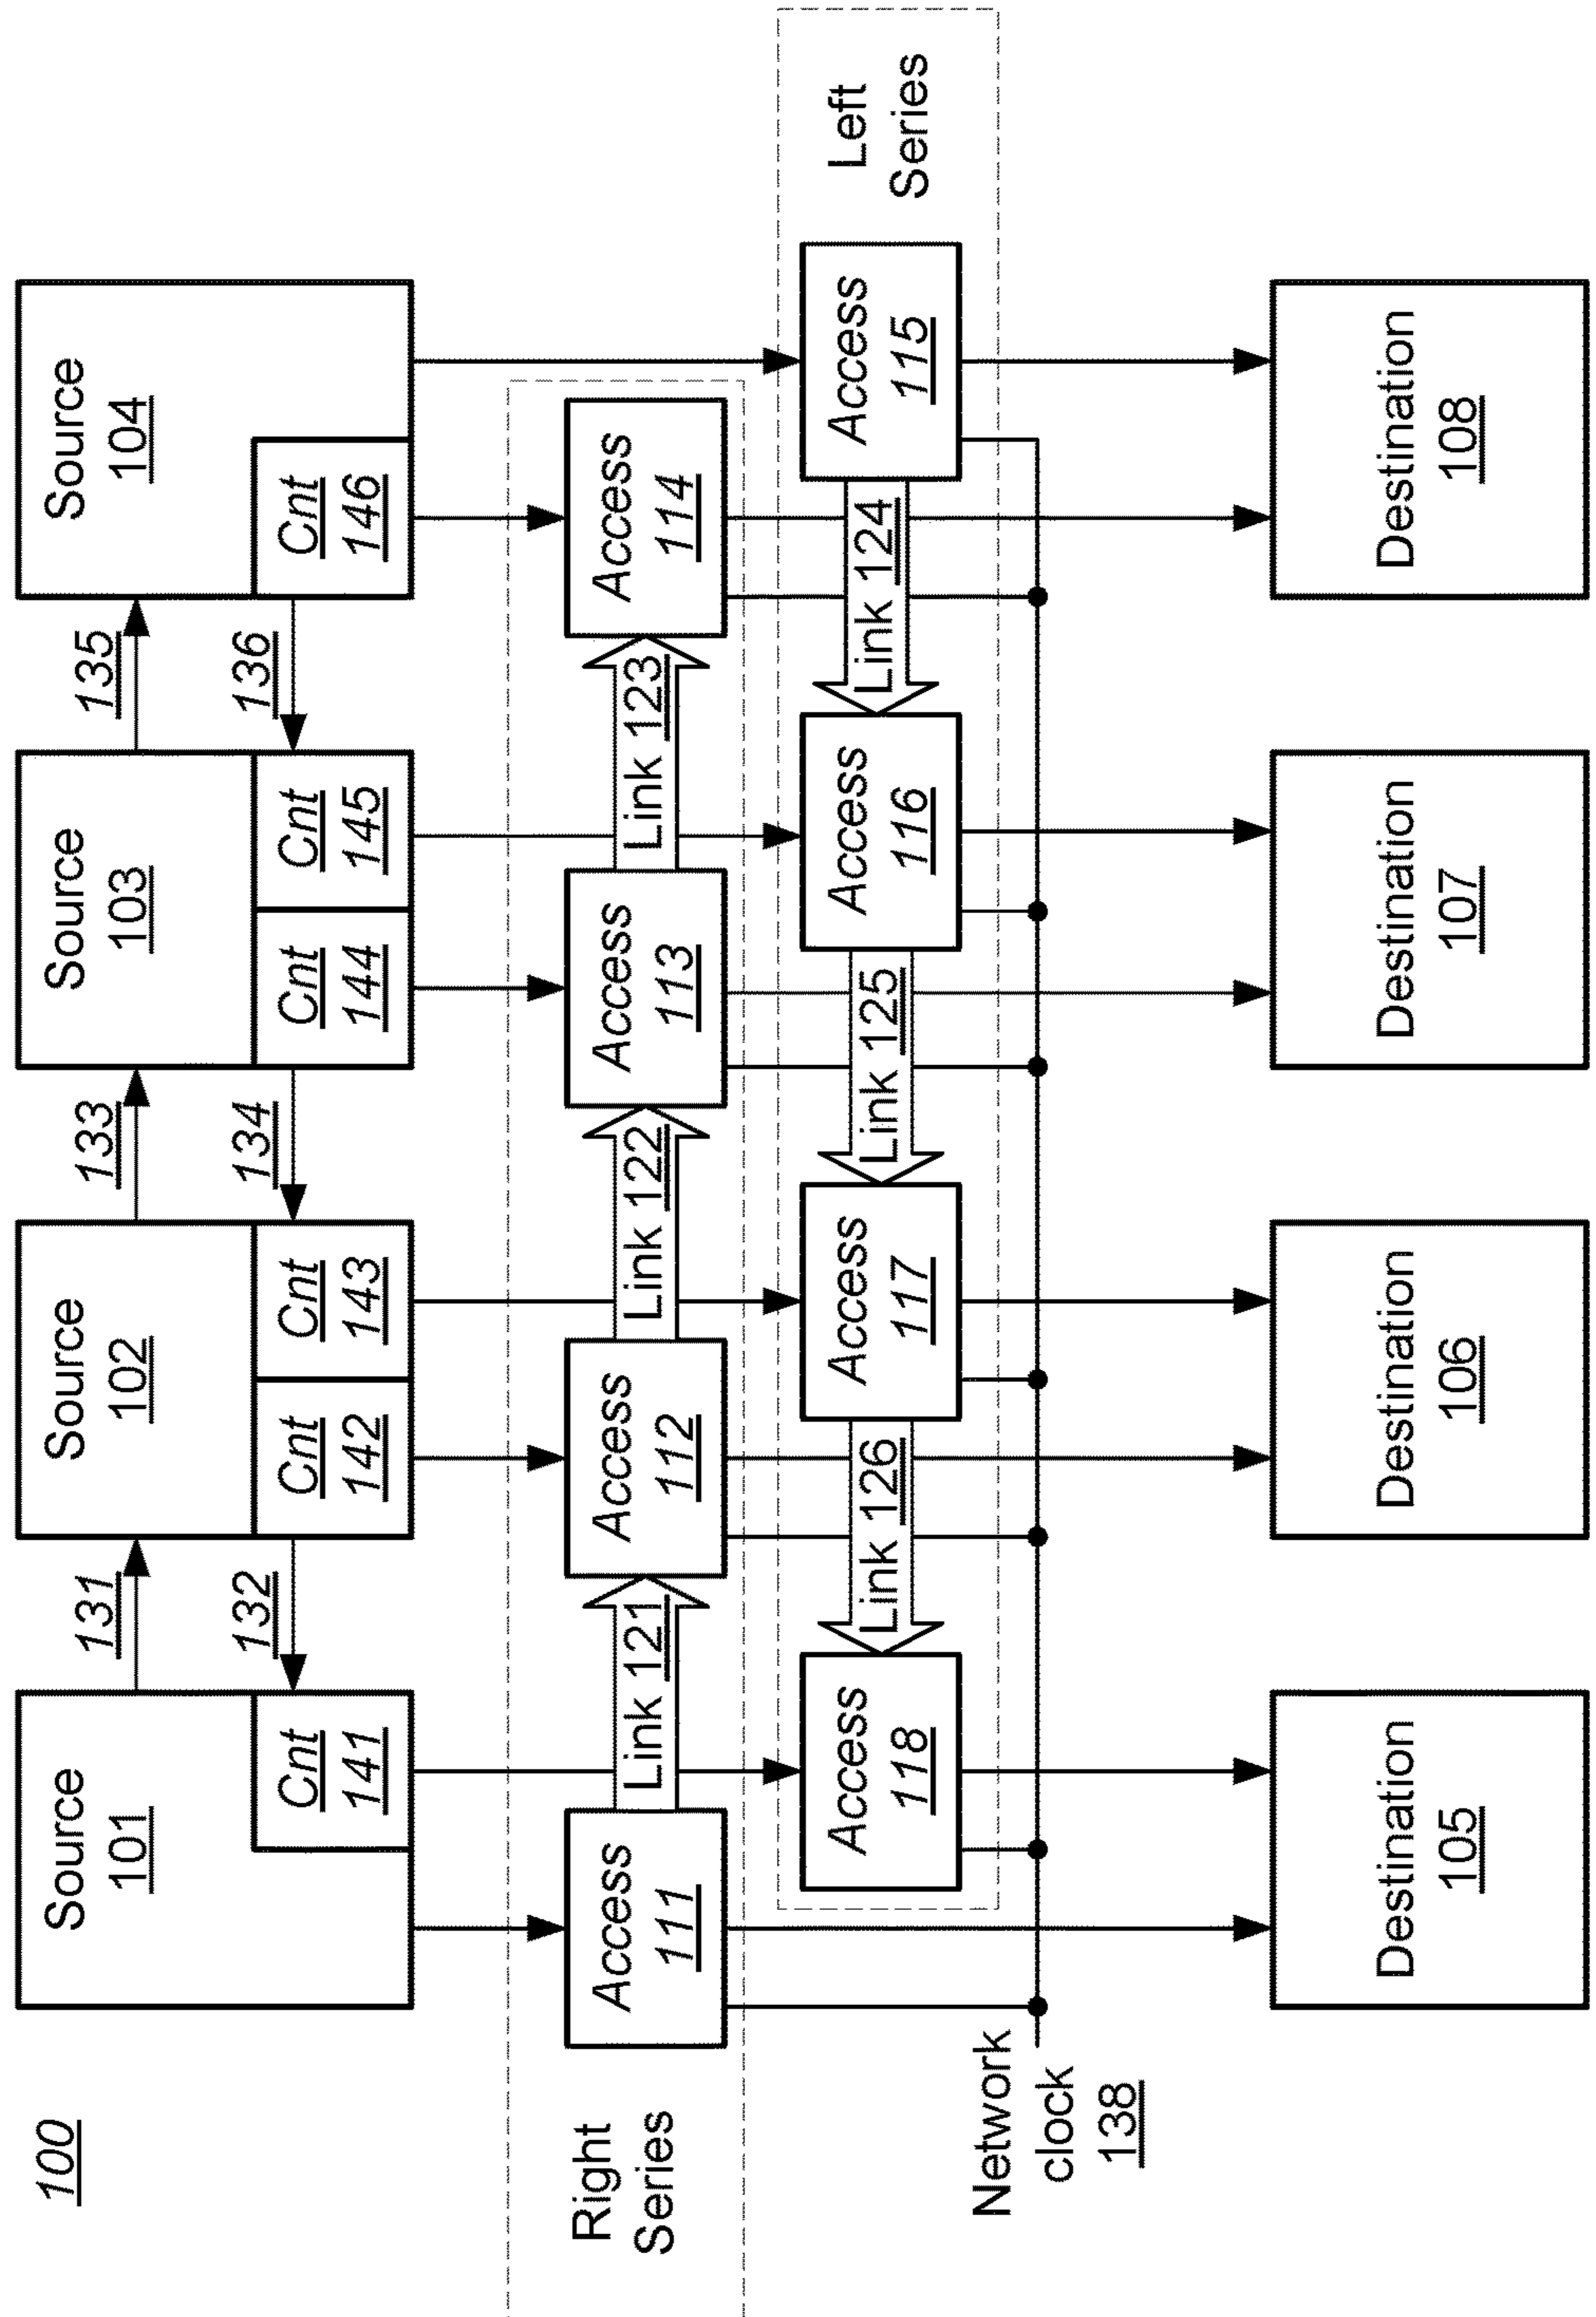 100
Source
101
Cnt
141
131
132
Source
102
Cnt
142
Cnt
143
133
134
Source
103
Cnt
144
Cnt
145
135
136
Source
104
Cnt
146
Right
Series
Access
111
Link 121
Access
112
Link 122
Access
113
Link 123
Access
114
Access
118
Link 126
Access
117
Link 125
Access
116
Link 124
Access
115
Left
Series
Network
clock
138
Destination
105
Destination
106
Destination
107
Destination
108